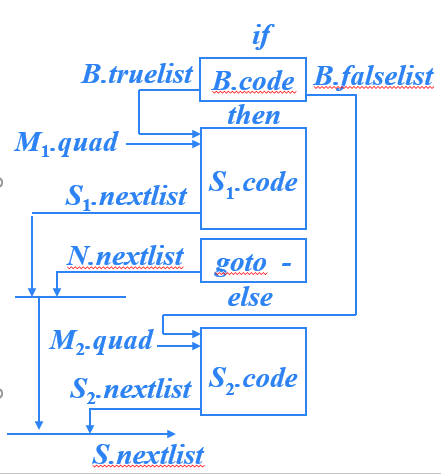 if
B.truelist B.code B.falselist
then
M₁.quad
S₁.code
S₁.nextlist
N.nextlist goto -
else
M₂.quad
S₂.code
S₂.nextlist
S.nextlist